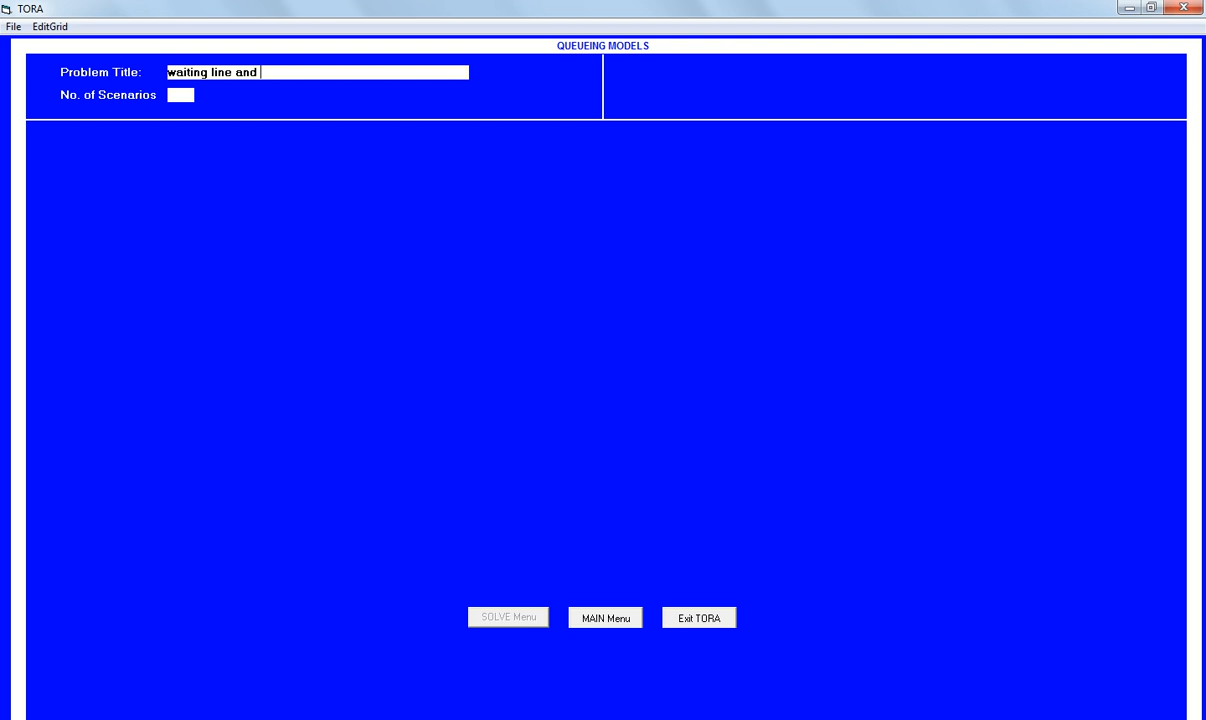 TORA
File EditGrid
QUEUEING MODELS
Problem Title: waiting line and
No. of Scenarios
SOLVE Menu MAIN Menu Exit TORA